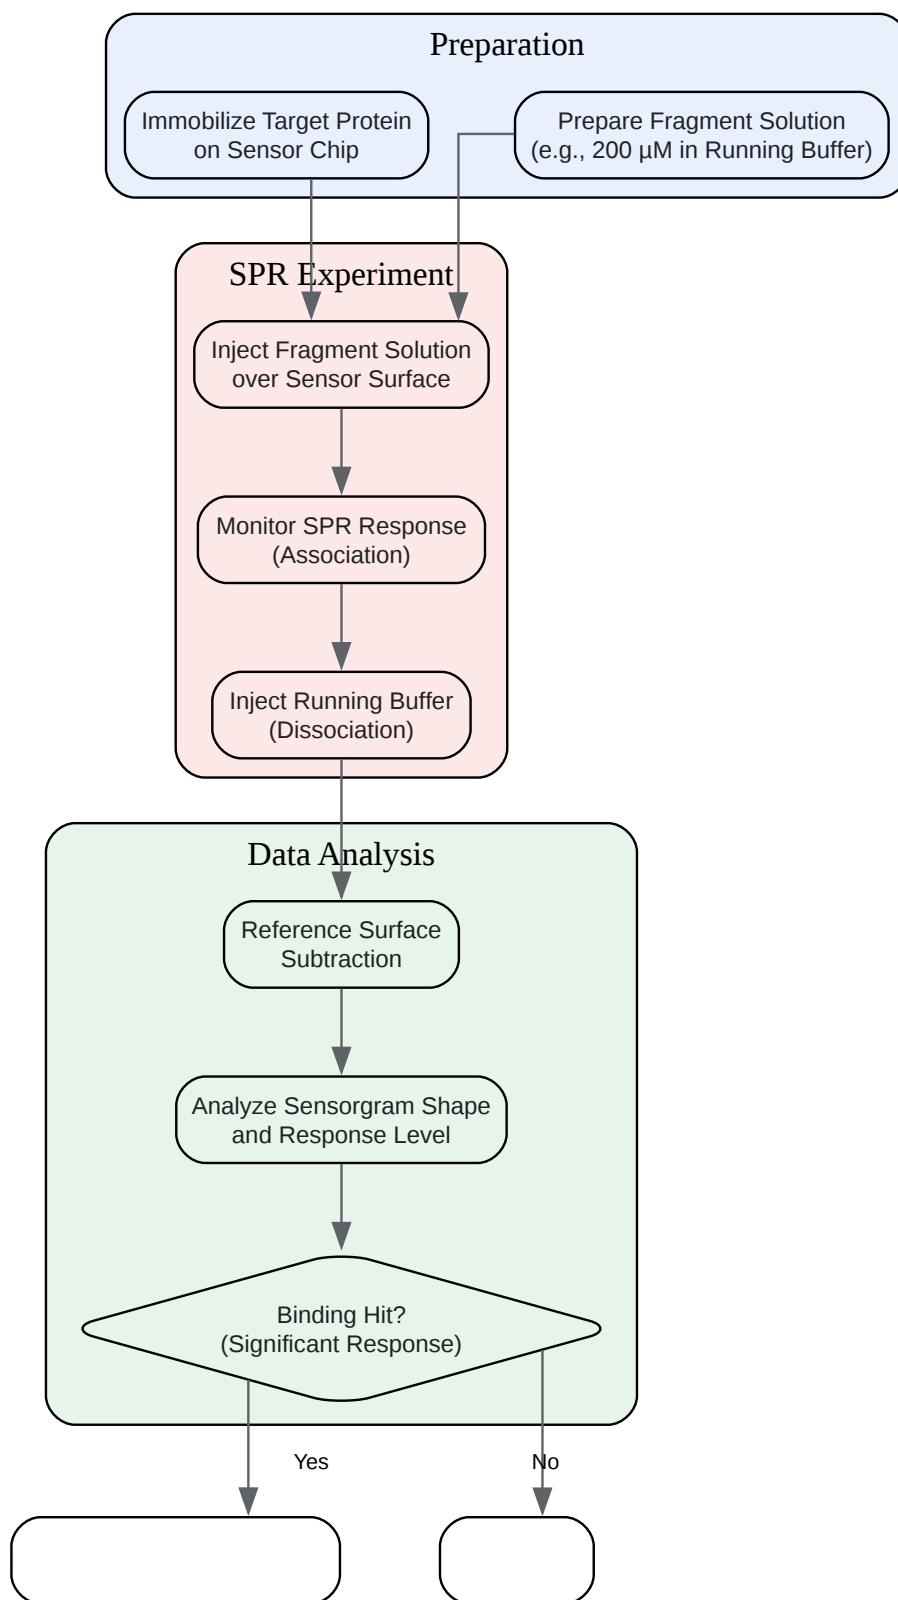 Preparation
Immobilize Target Protein
on Sensor Chip
Prepare Fragment Solution
(e.g., 200 µM in Running Buffer)
SPR Experiment
Inject Fragment Solution
over Sensor Surface
Monitor SPR Response
(Association)
Inject Running Buffer
(Dissociation)
Data Analysis
Reference Surface
Subtraction
Analyze Sensorgram Shape
and Response Level
Binding Hit?
(Significant Response)
Yes
No